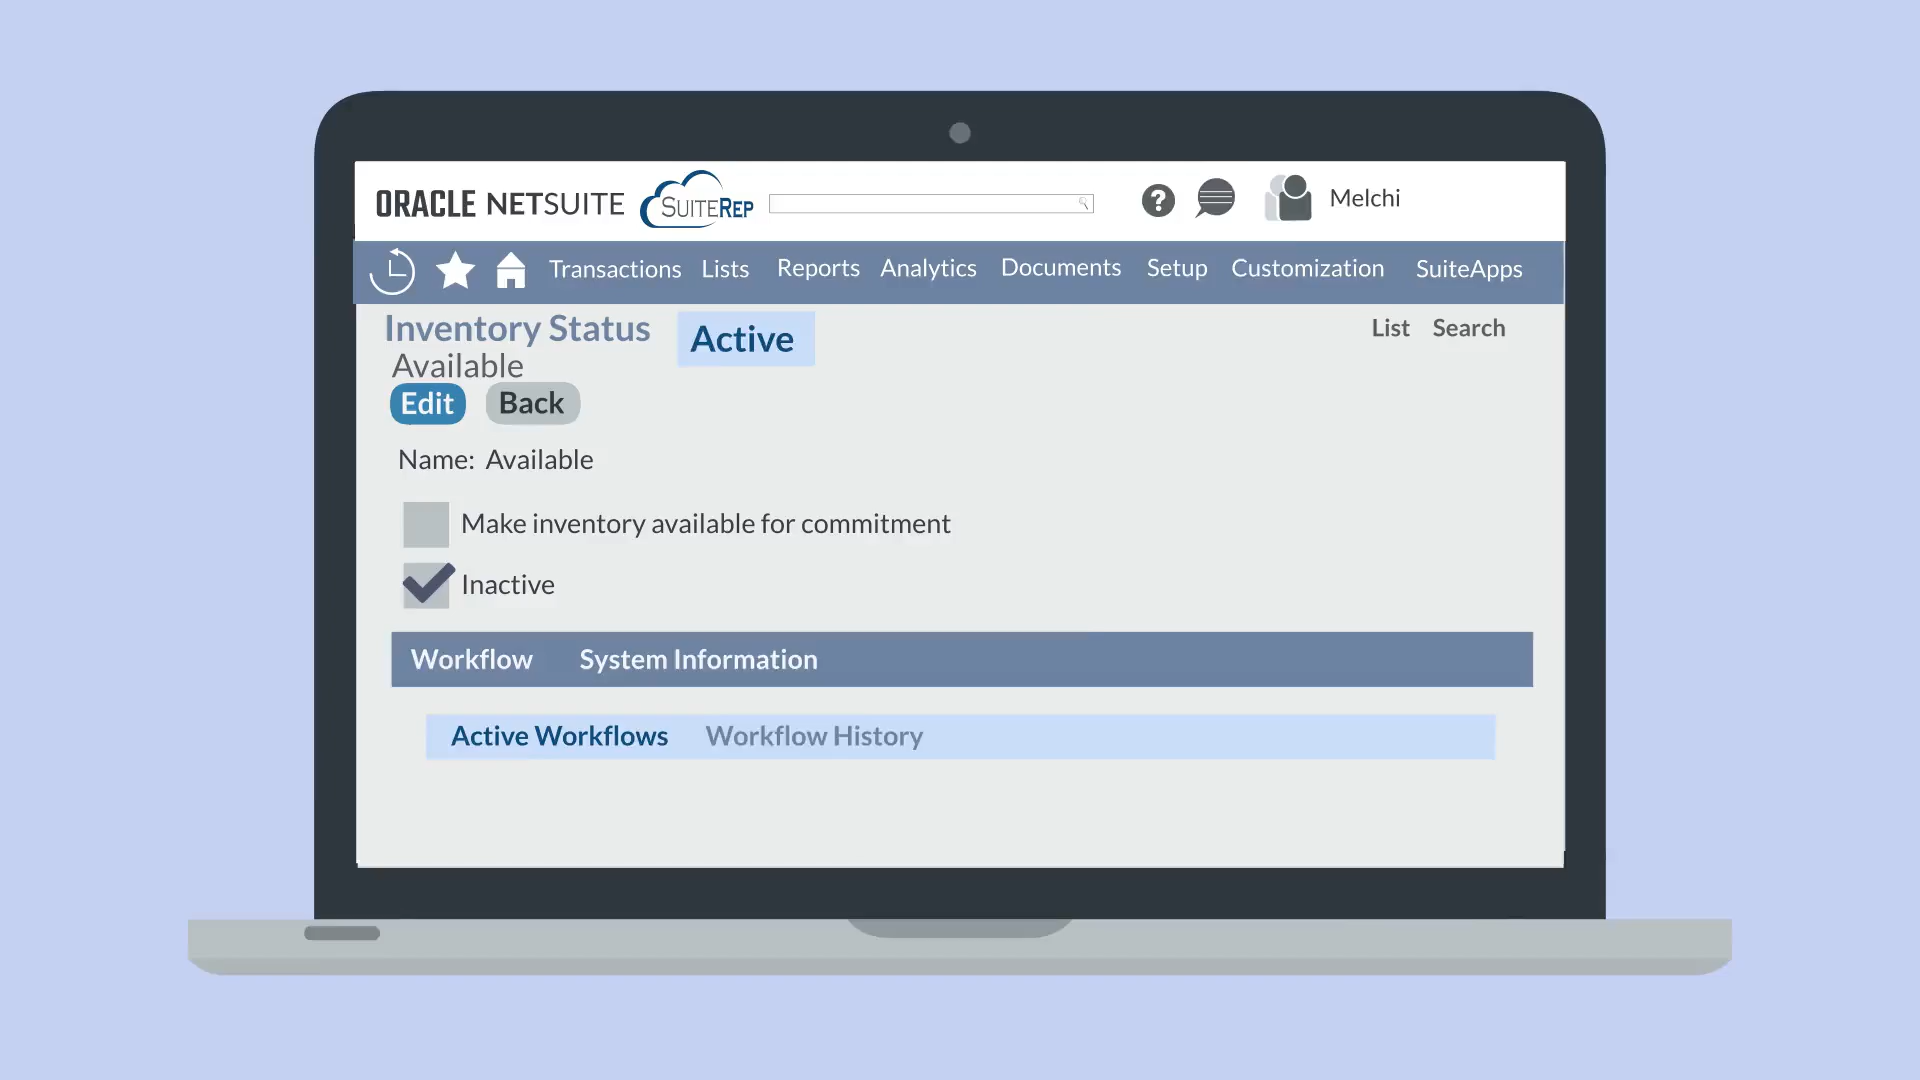 ORACLE NETSUITE SUITEREP ? Melchi
Transactions Lists Reports Analytics Documents Setup Customization SuiteApps
Inventory Status Active List Search
Available
Edit Back
Name: Available
Make inventory available for commitment
Inactive
Workflow System Information
Active Workflows Workflow History